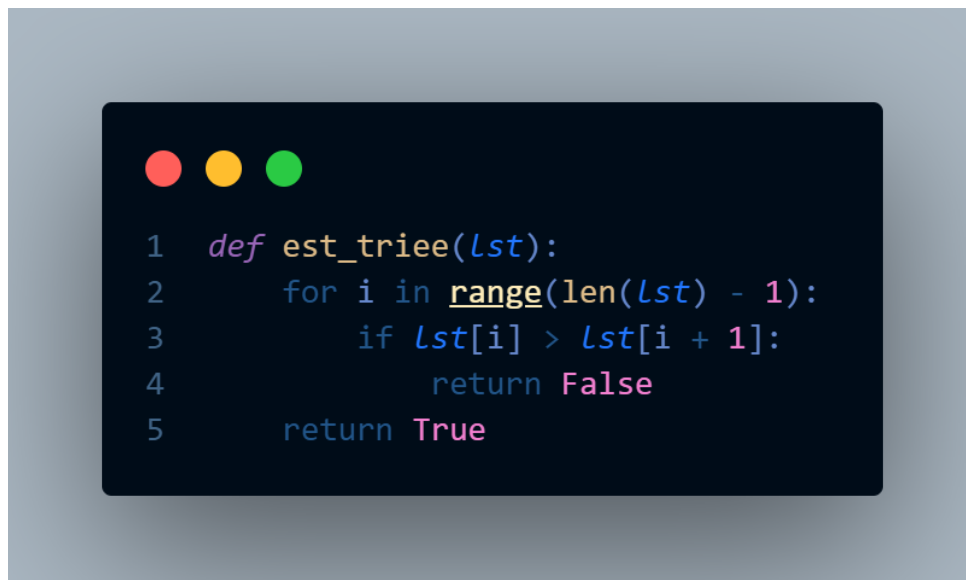 1 def est_triee(lst):
2     for i in range(len(lst) - 1):
3         if lst[i] > lst[i + 1]:
4             return False
5     return True